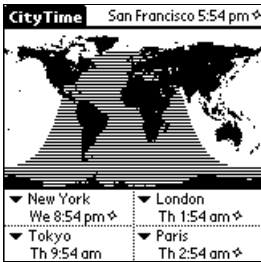 CityTime
San Francisco 5:54 pm
New York
We 8:54 pm
London
Th 1:54 am
Tokyo
Th 9:54 am
Paris
Th 2:54 am